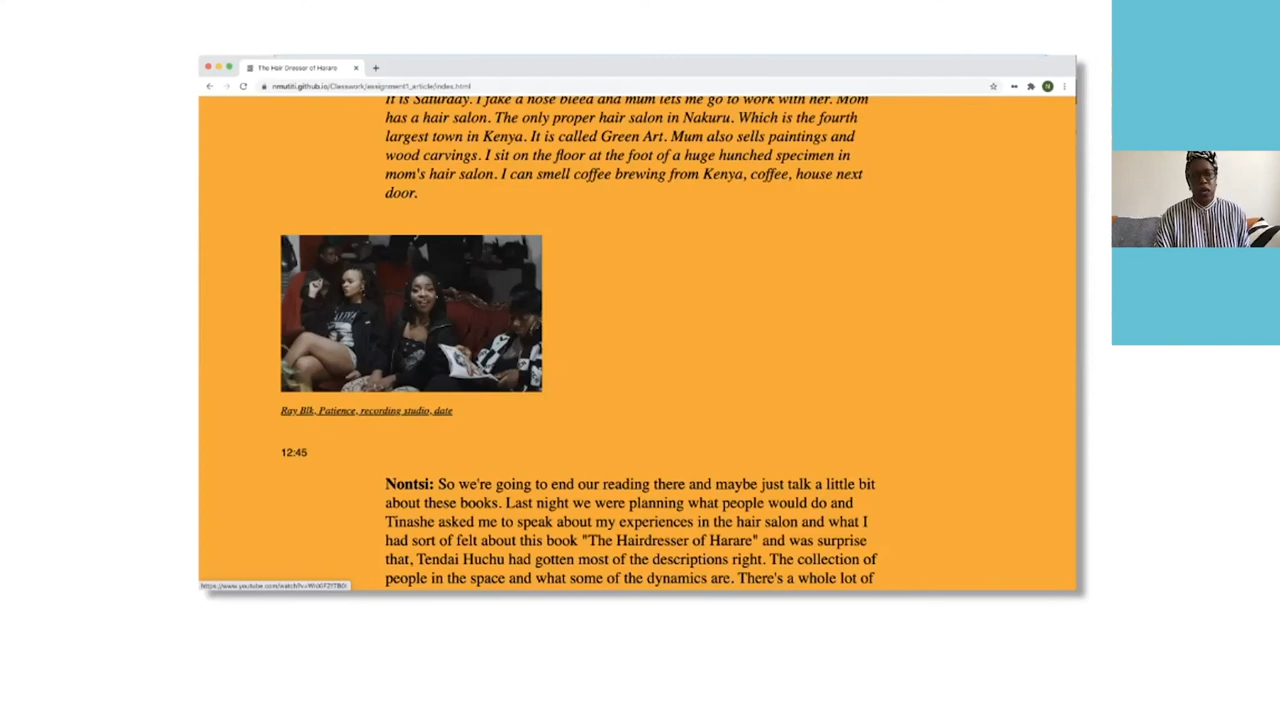 The Hair Dresser of Harare
nmutiti.github.io/Classwork/assignment1_article/index.html
N
It is Saturday. I fake a nose bleed and mum lets me go to work with her. Mom
has a hair salon. The only proper hair salon in Nakuru. Which is the fourth
largest town in Kenya. It is called Green Art. Mum also sells paintings and
wood carvings. I sit on the floor at the foot of a huge hunched specimen in
mom's hair salon. I can smell coffee brewing from Kenya, coffee, house next
door.
Ray Blk, Patience, recording studio, date
12:45
Nontsi: So we're going to end our reading there and maybe just talk a little bit
about these books. Last night we were planning what people would do and
Tinashe asked me to speak about my experiences in the hair salon and what I
had sort of felt about this book "The Hairdresser of Harare" and was surprise
that, Tendai Huchu had gotten most of the descriptions right. The collection of
people in the space and what some of the dynamics are. There's a whole lot of